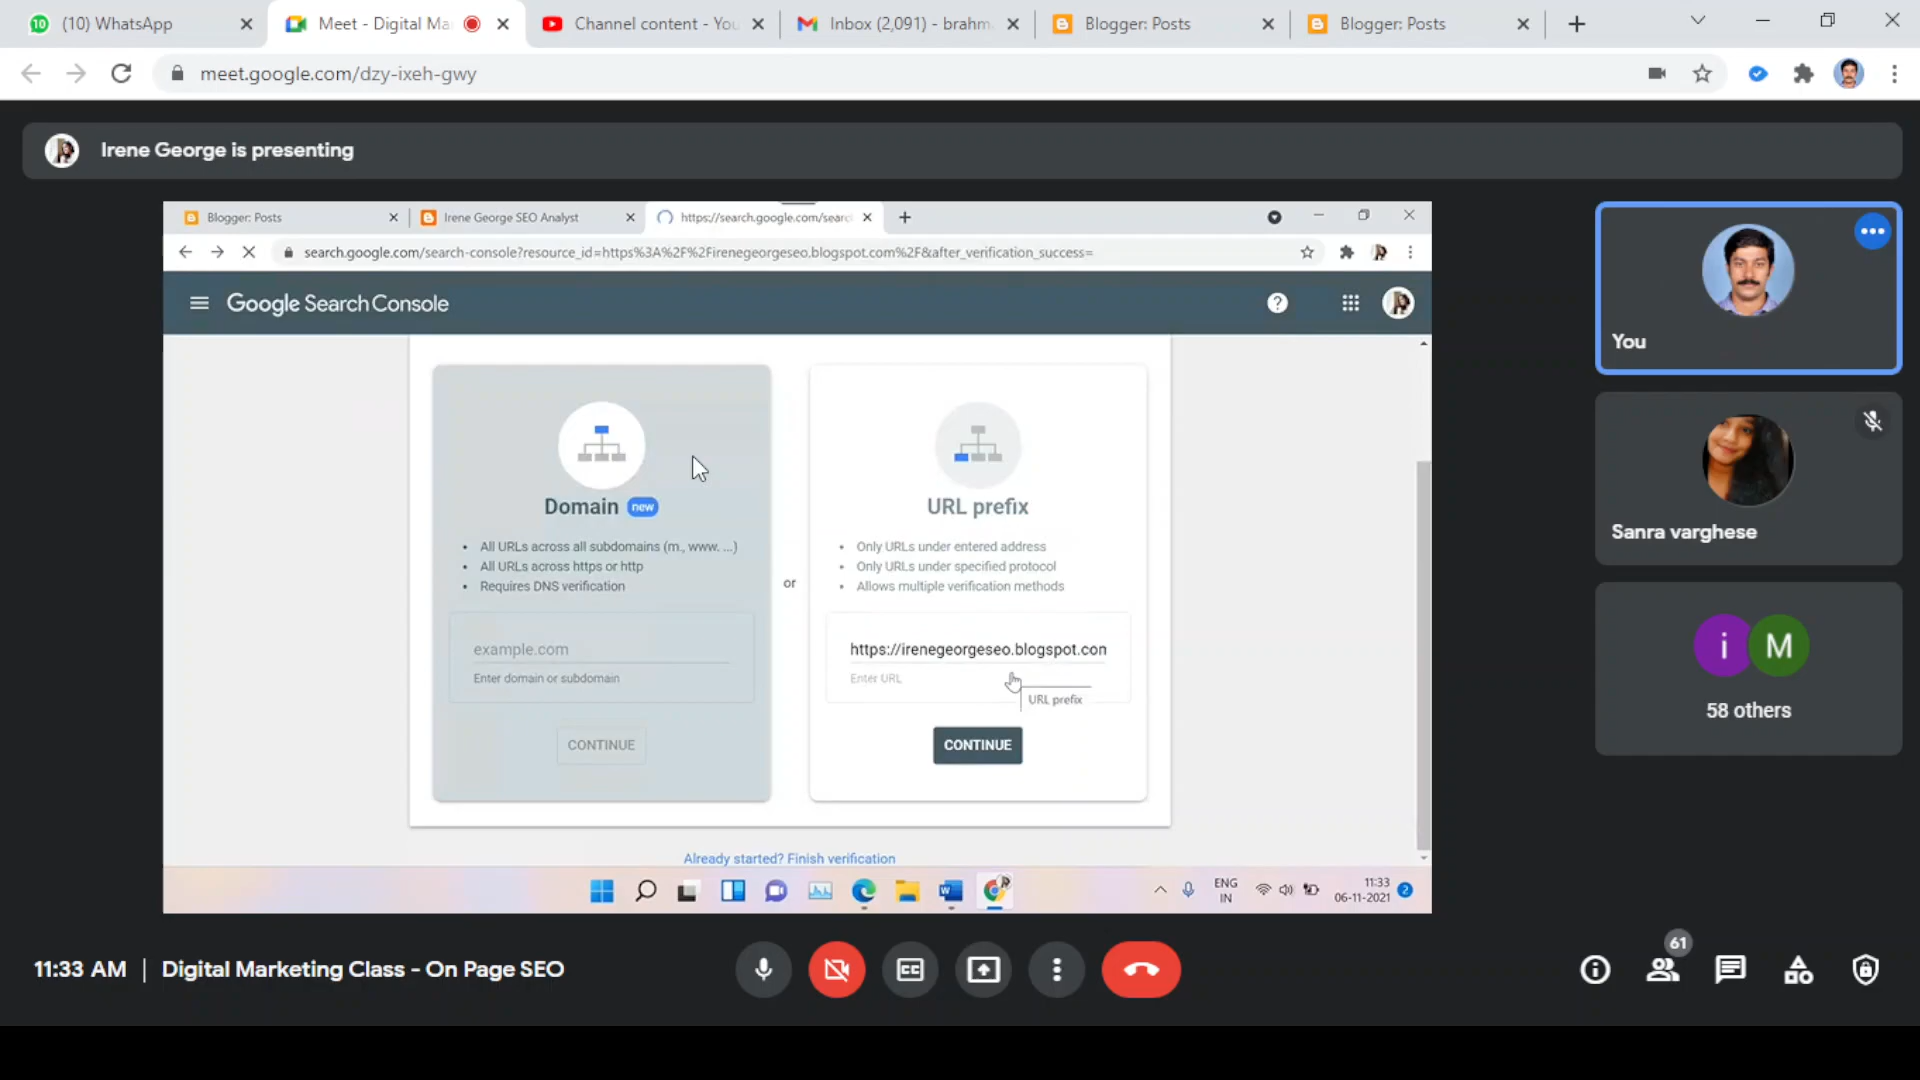 10
(10) WhatsApp
Meet - Digital Ma
Channel content - You
Inbox (2,091) - brahm
Blogger: Posts
Blogger: Posts
meet.google.com/dzy-ixeh-gwy
Irene George is presenting
Blogger: Posts
Irene George SEO Analyst
https://search.google.com/searc
search.google.com/search-console?resource_id=https%3A%2F%2Firenegeorgeseo.blogspot.com%2F&after_verification_success=
Google Search Console
Domain new
• All URLs across all subdomains (m., www. ...)
• All URLs across https or http
• Requires DNS verification
example.com
Enter domain or subdomain
CONTINUE
or
URL prefix
• Only URLs under entered address
• Only URLs under specified protocol
• Allows multiple verification methods
https://irenegeorgeseo.blogspot.con
Enter URL
URL prefix
CONTINUE
Already started? Finish verification
ENG
IN
11:33
06-11-2021
2
You
Sanra varghese
i M
58 others
11:33 AM | Digital Marketing Class - On Page SEO
CC
61